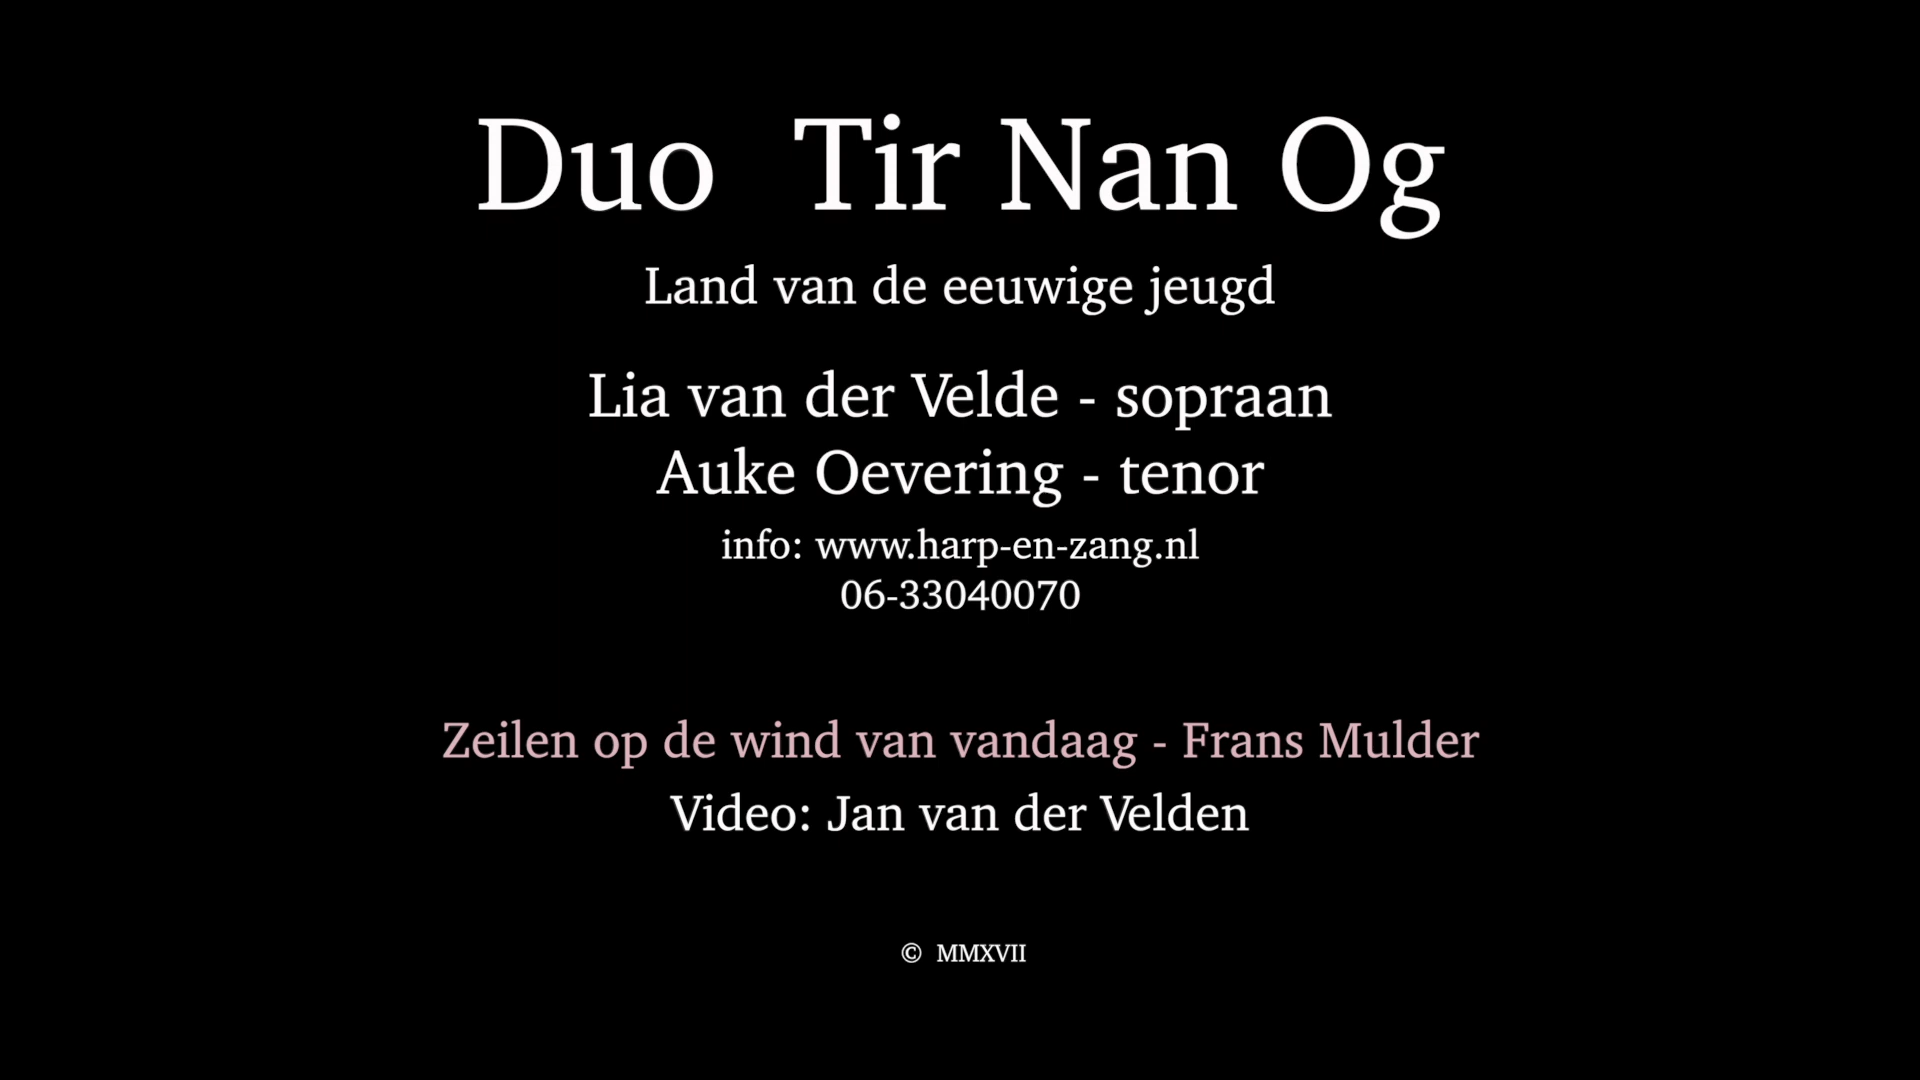 Duo Tir Nan Og
Land van de eeuwige jeugd
Lia van der Velde - sopraan
Auke Oevering - tenor
info: www.harp-en-zang.nl
06-33040070
Zeilen op de wind van vandaag - Frans Mulder
Video: Jan van der Velden
© MMXVII